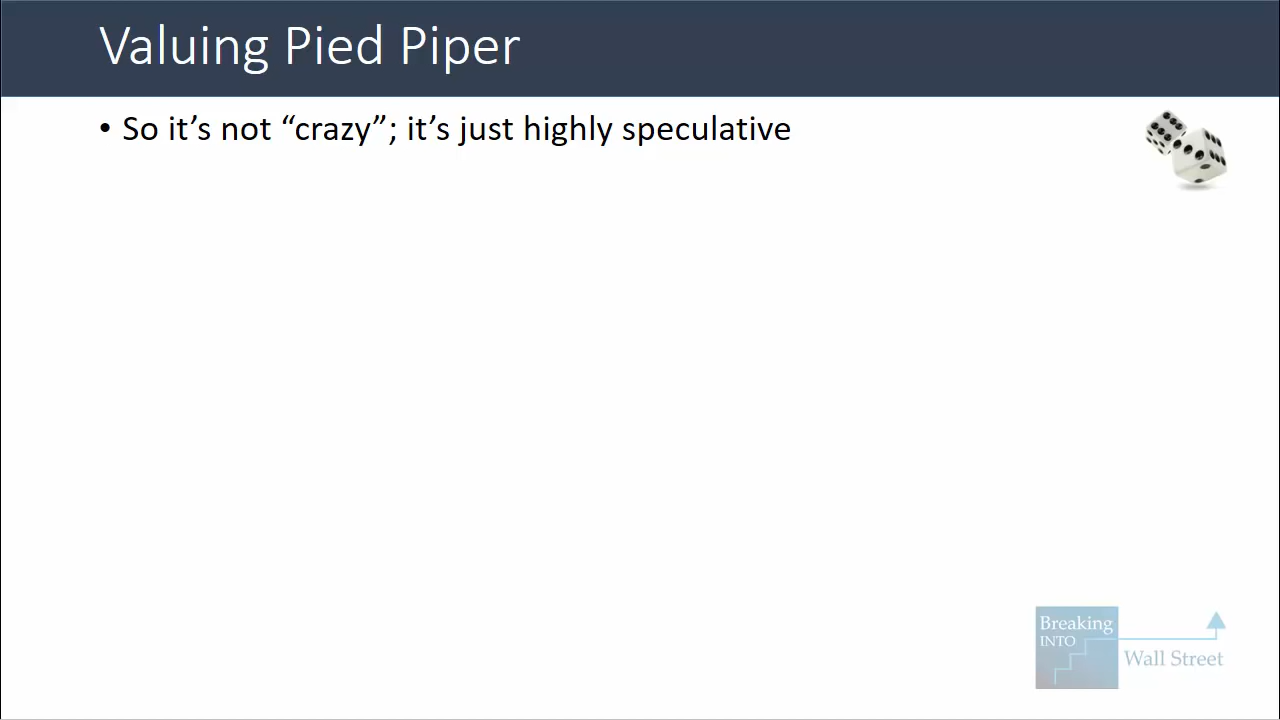 Valuing Pied Piper
• So it’s not “crazy”; it’s just highly speculative
Breaking
INTO
Wall Street